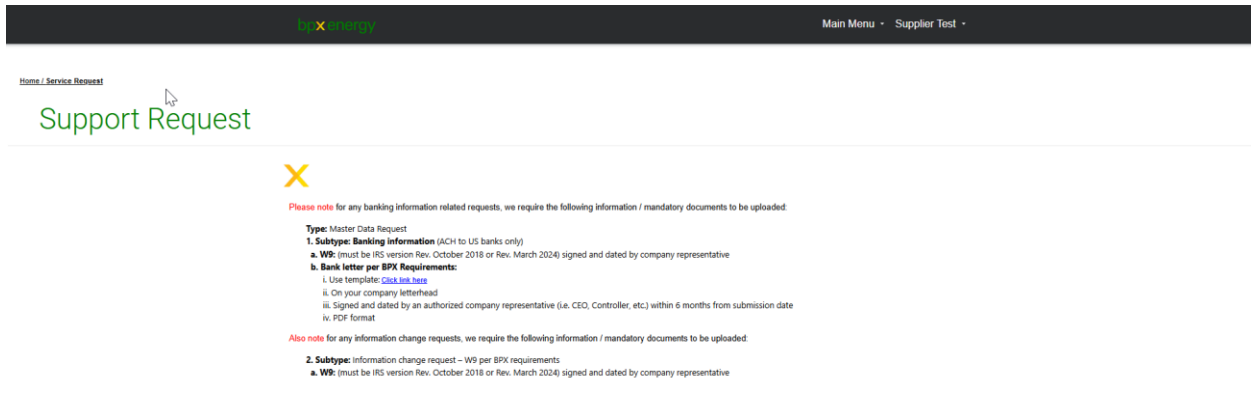 bpx energy
Main Menu Supplier Test
Home / Service Request
Support Request
Please note for any banking information related requests, we require the following information / mandatory documents to be uploaded:
Type: Master Data Request
1. Subtype: Banking information (ACH to US banks only)
a. W9: (must be IRS version Rev. October 2018 or Rev. March 2024) signed and dated by company representative
b. Bank letter per BPX Requirements:
i. Use template: Click link here
ii. On your company letterhead
iii. Signed and dated by an authorized company representative (i.e. CEO, Controller, etc.) within 6 months from submission date
iv. PDF format
Also note for any information change requests, we require the following information / mandatory documents to be uploaded:
2. Subtype: Information change request – W9 per BPX requirements
a. W9: (must be IRS version Rev. October 2018 or Rev. March 2024) signed and dated by company representative